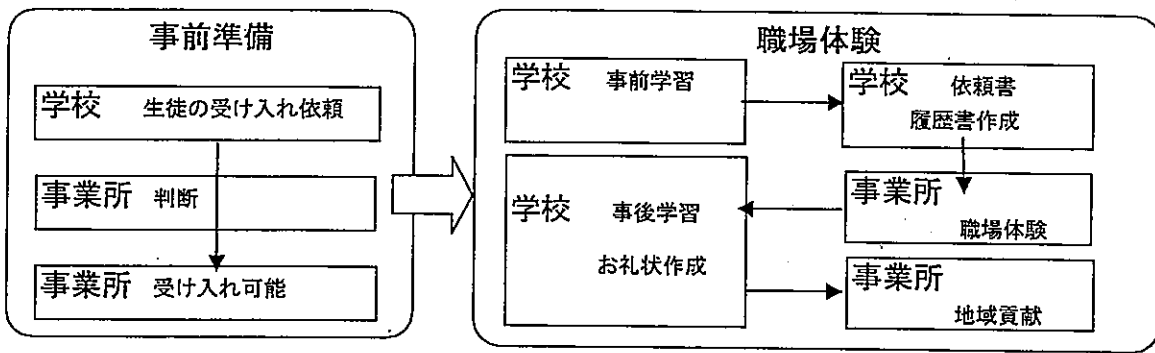 事前準備
学校 生徒の受け入れ依頼
事業所 判断
事業所 受け入れ可能
職場体験
学校 事前学習
学校 依頼書
履歴書作成
事業所
職場体験
学校 事後学習
お礼状作成
事業所
地域貢献